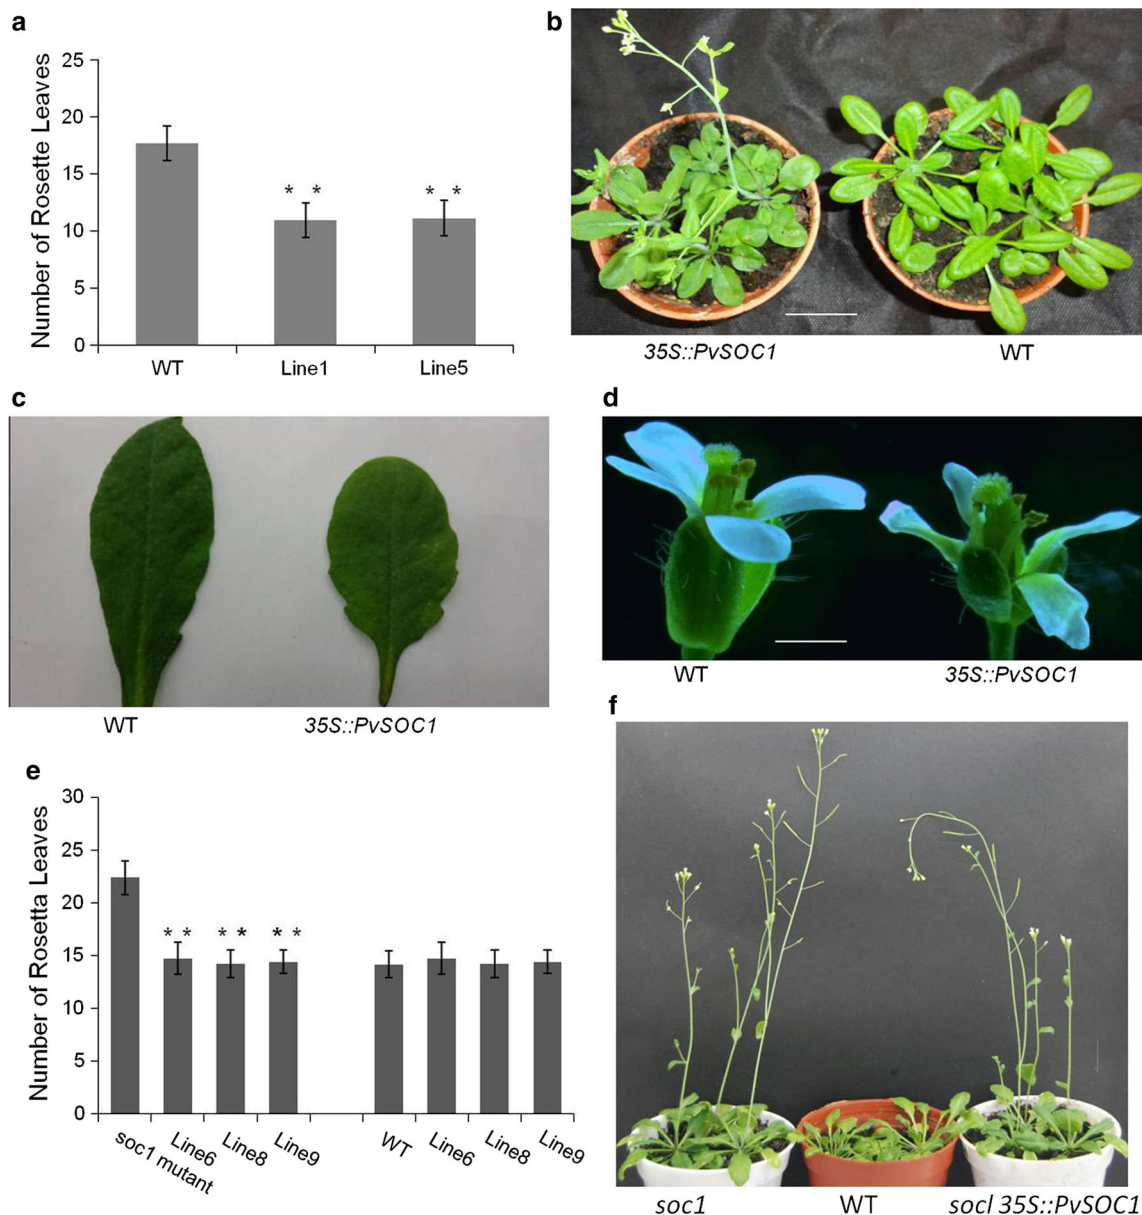 a
Number of Rosette Leaves
25
20
15
10
5
0
* *
* *
WT
Line1
Line5
b
35S::PvSOC1
WT
c
WT
35S::PvSOC1
d
WT
35S::PvSOC1
e
Number of Rosetta Leaves
30
25
20
15
10
5
0
* *
* *
* *
soc1 mutant
Line6
Line8
Line9
WT
Line6
Line8
Line9
f
soc1
WT
socl 35S::PvSOC1